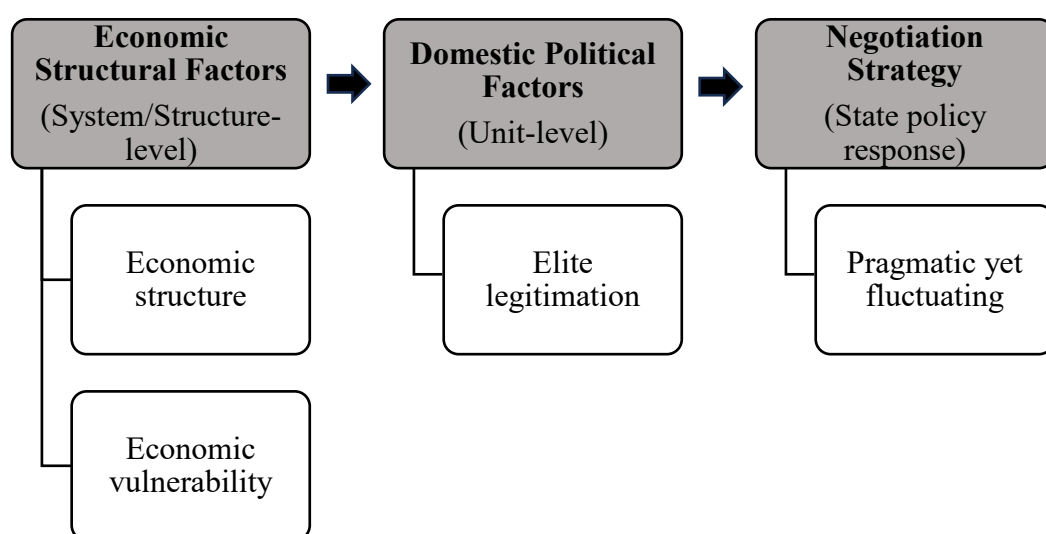 Economic
Structural Factors
(System/Structure-
level)
Domestic Political
Factors
(Unit-level)
Negotiation
Strategy
(State policy
response)
Economic
structure
Elite
legitimation
Pragmatic yet
fluctuating
Economic
vulnerability